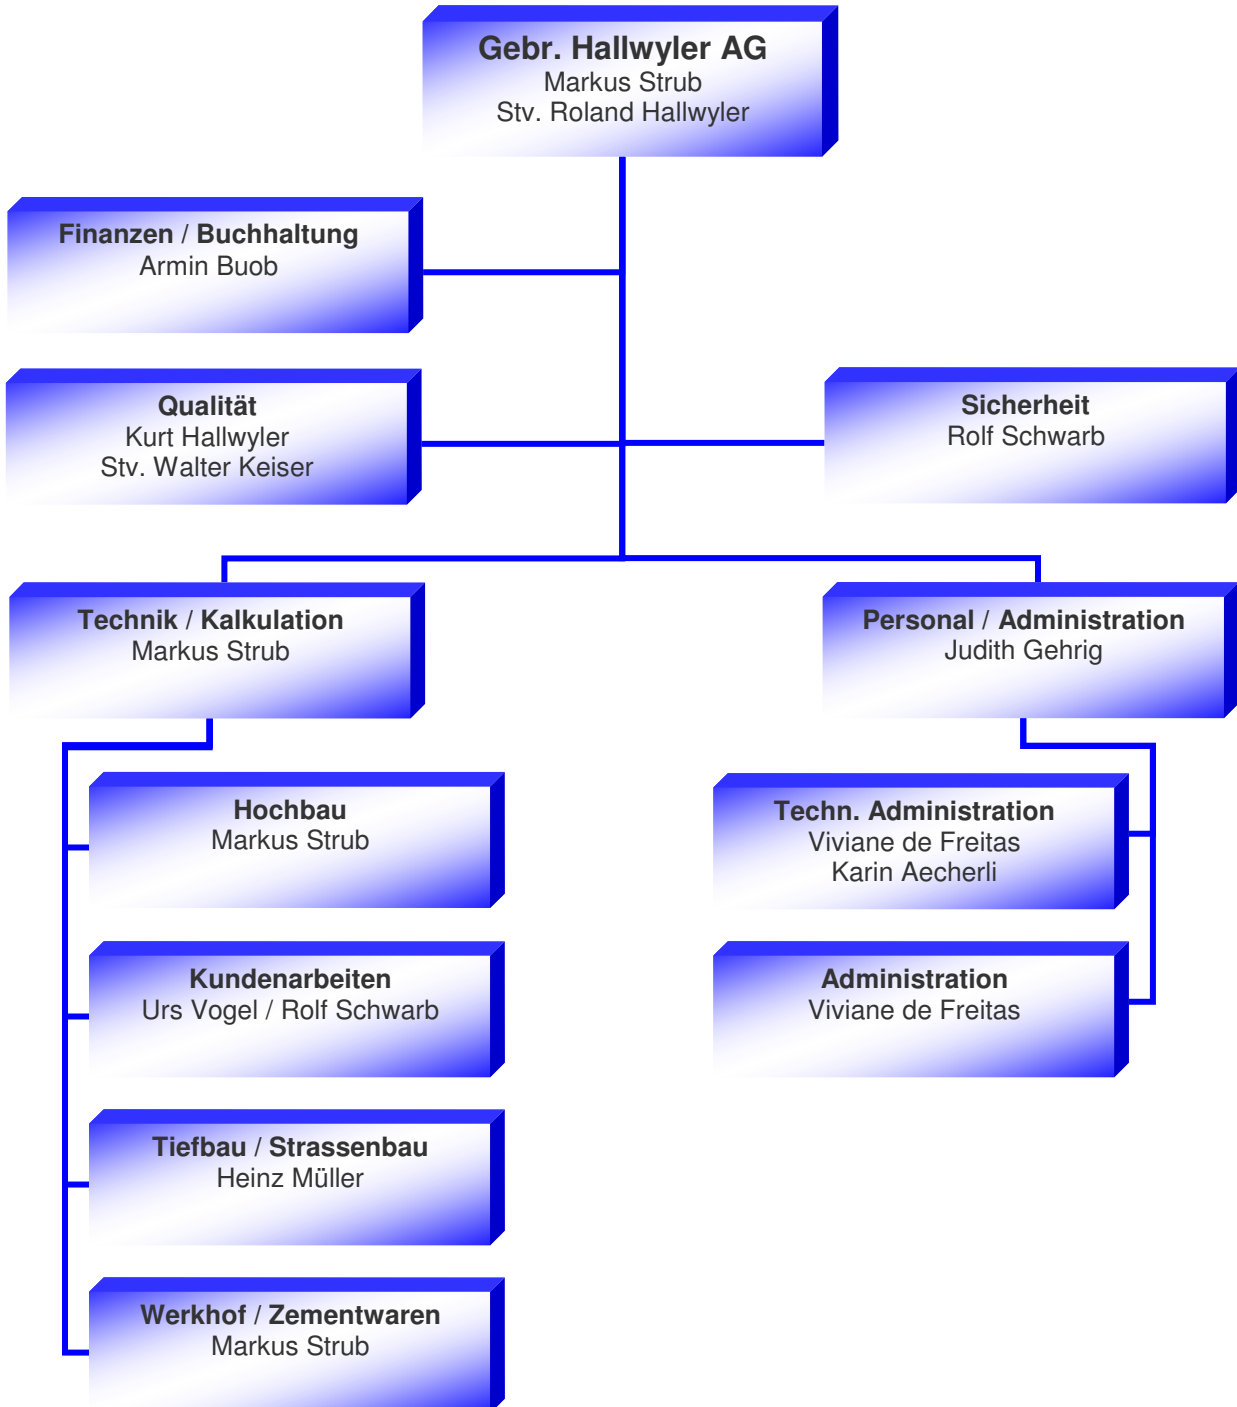 Gebr. Hallwyler AG
Markus Strub
Stv. Roland Hallwyler
Finanzen / Buchhaltung
Armin Buob
Qualität
Kurt Hallwyler
Stv. Walter Keiser
Sicherheit
Rolf Schwarb
Technik / Kalkulation
Markus Strub
Personal / Administration
Judith Gehrig
Hochbau
Markus Strub
Techn. Administration
Viviane de Freitas
Karin Aecherli
Kundenarbeiten
Urs Vogel / Rolf Schwarb
Administration
Viviane de Freitas
Tiefbau / Strassenbau
Heinz Müller
Werkhof / Zementwaren
Markus Strub